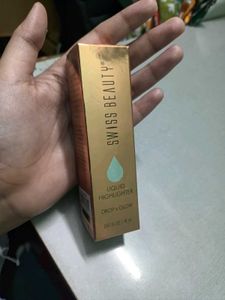 SWISS BEAUTY
LIQUID
HIGHLIGHTER
DROP & GLOW